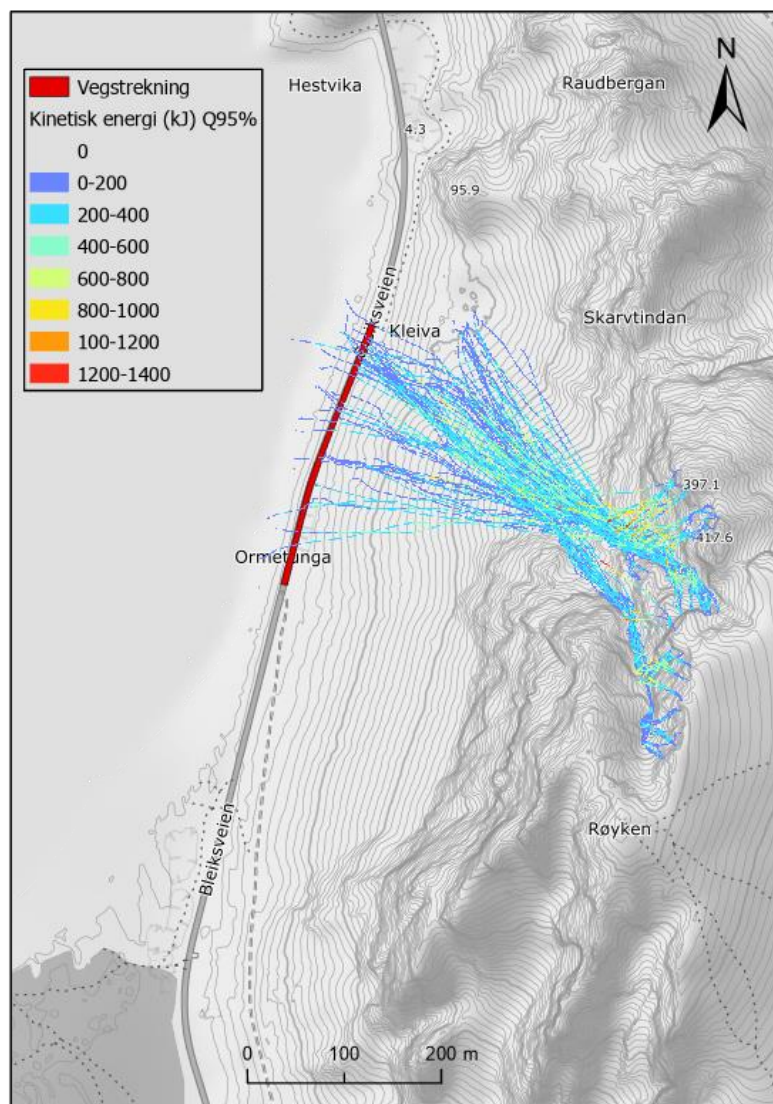 N
Hestvika
Raudbergan
Vegstrekning
Kinetisk energi (kJ) Q95%
0
0-200
200-400
400-600
600-800
800-1000
100-1200
1200-1400
4.3
95.9
Skarvtindan
Kleiva
ksveien
397.1
417.6
Ormetunga
Røyken
Bleiksveien
0 100 200 m